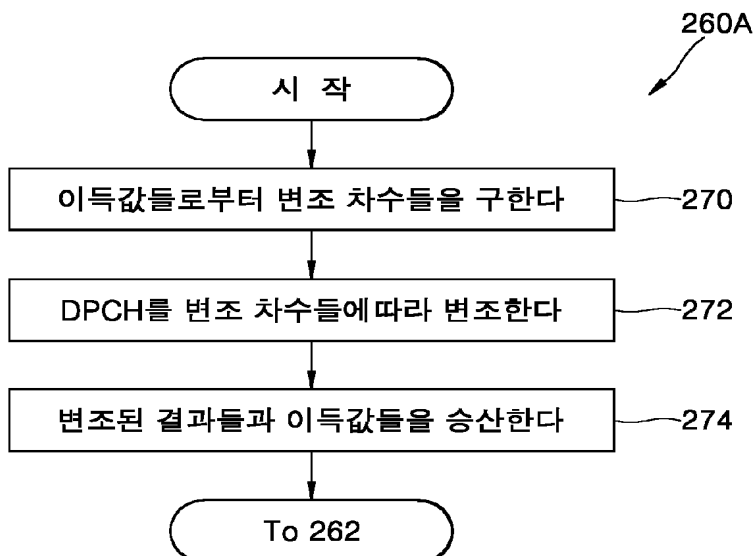 260A
시 작
이득값들로부터 변조 차수들을 구한다
270
DPCH를 변조 차수들에따라 변조한다
272
변조된 결과들과 이득값들을 승산한다
274
To 262